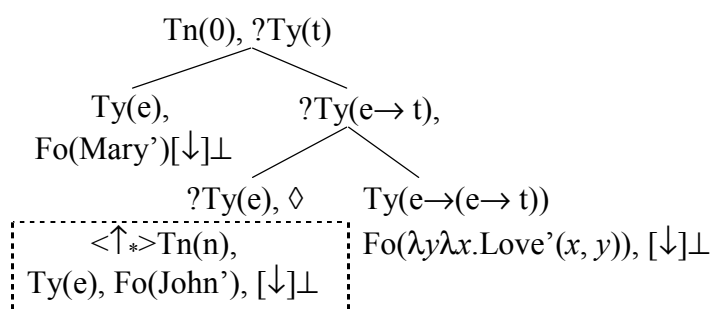 Tn(0), ?Ty(t)
Ty(e), ?Ty(e→ t),
Fo(Mary’)[↓]⊥
?Ty(e), ◊ Ty(e→(e→ t))
<↑*>Tn(n), Fo(λyλx.Love’(x, y)), [↓]⊥
Ty(e), Fo(John’), [↓]⊥